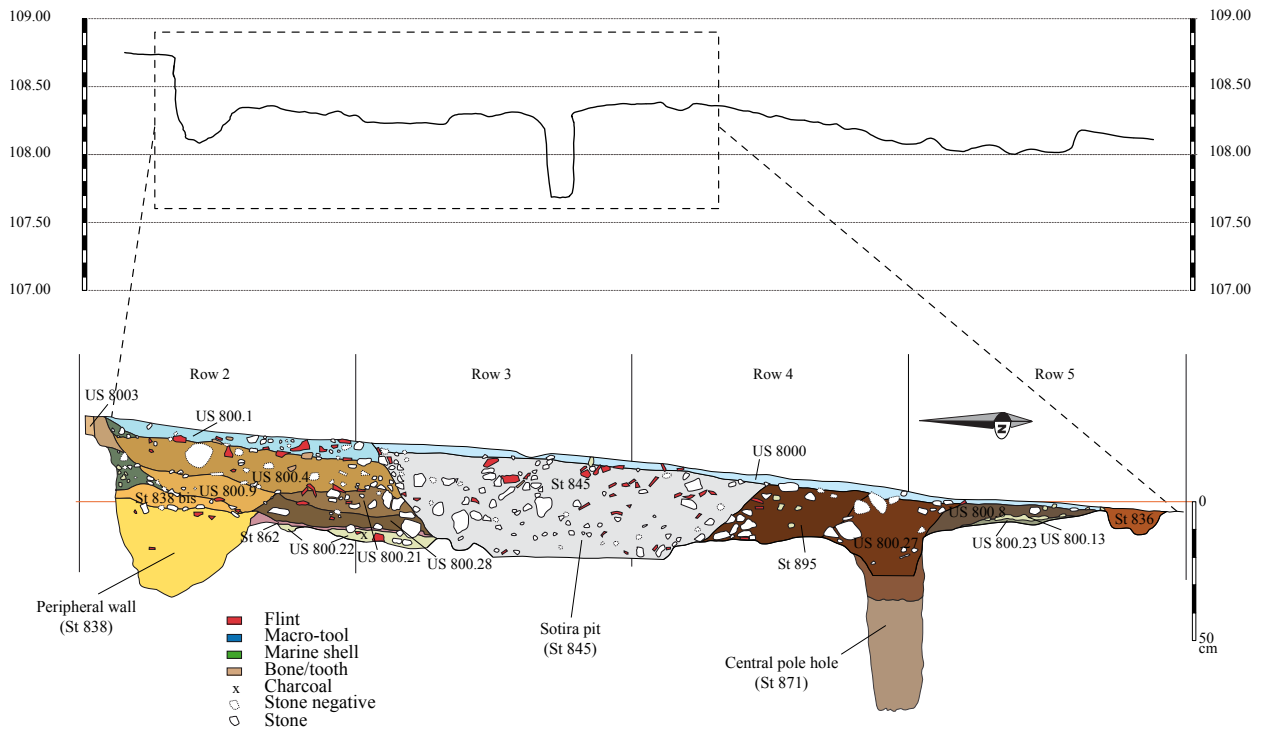 109.00 109.00
108.50 108.50
108.00 108.00
107.50 107.50
107.00 107.00
Row 2 Row 3 Row 4 Row 5
US 8003
US 800.1
N
US 8000
US 800.4
St 845
US 800.9
St 838 bis
0
US 800.8
St 836
St 862
US 800.22
x
US 800.21
US 800.28
US 800.27
US 800.23
US 800.13
St 895
Peripheral wall
(St 838)
Sotira pit
(St 845)
Central pole hole
(St 871)
50
cm
Flint
Macro-tool
Marine shell
Bone/tooth
x Charcoal
Stone negative
Stone